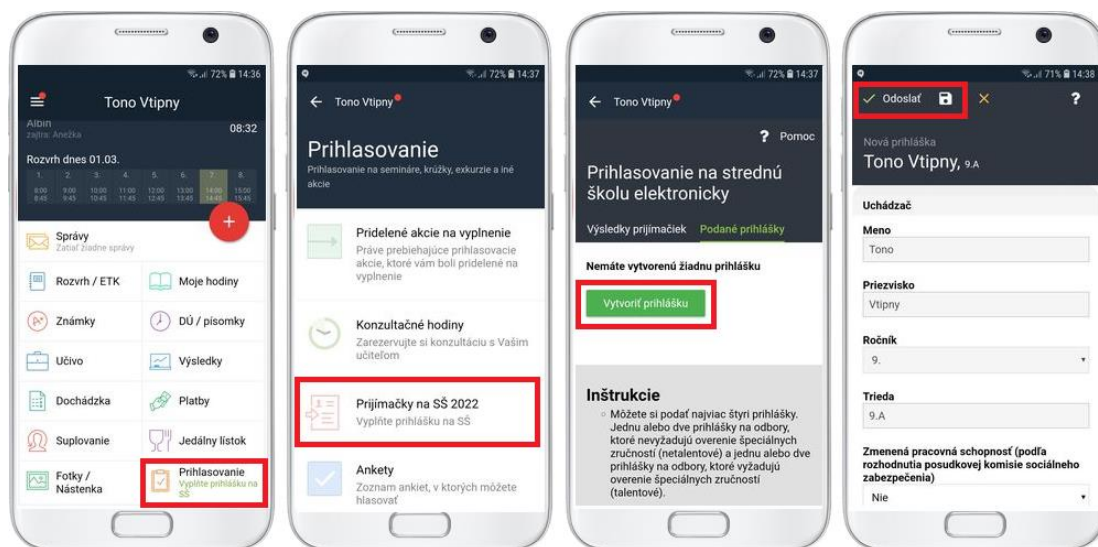 72% 14:36
Tono Vtipny
Albín
zajtra: Anežka
08:32
Rozvrh dnes 01.03.
1. 2. 3. 4. 5. 6. 7. 8.
8:00 9:00 10:00 11:00 12:00 13:00 14:00 15:00
8:45 9:45 10:45 11:45 12:45 13:45 14:45 15:45
+
Správy
Zatiaľ žiadne správy
Rozvrh / ETK
Moje hodiny
Známky
DÚ / písomky
Učivo
Výsledky
Dochádzka
Platby
Suplovanie
Jedálny lístok
Fotky /
Nástenka
Prihlasovanie
Vyplňte prihlášku na
SŠ
72% 14:37
Tono Vtipny
Prihlasovanie
Prihlasovanie na semináre, krúžky, exkurzie a iné
akcie
Pridelené akcie na vyplnenie
Práve prebiehajúce prihlasovacie
akcie, ktoré vám boli pridelené na
vyplnenie
Konzultačné hodiny
Zarezervujte si konzultáciu s Vašim
učiteľom
Prijímačky na SŠ 2022
Vyplňte prihlášku na SŠ
Ankety
Zoznam ankiet, v ktorých môžete
hlasovať
72% 14:37
Tono Vtipny
? Pomoc
Prihlasovanie na strednú
školu elektronicky
Výsledky prijímačiek Podané prihlášky
Nemáte vytvorenú žiadnu prihlášku
Vytvoriť prihlášku
Inštrukcie
Môžete si podať najviac štyri prihlášky.
Jednu alebo dve prihlášky na odbory,
ktoré nevyžadujú overenie špeciálnych
zručností (netalentové) a jednu alebo dve
prihlášky na odbory, ktoré vyžadujú
overenie špeciálnych zručností
(talentové).
71% 14:38
Odoslať
?
Nová prihláška
Tono Vtipny, 9.A
Uchádzač
Meno
Tono
Priezvisko
Vtipny
Ročník
9.
Trieda
9.A
Zmenená pracovná schopnosť (podľa
rozhodnutia posudkovej komisie sociálneho
zabezpečenia)
Nie